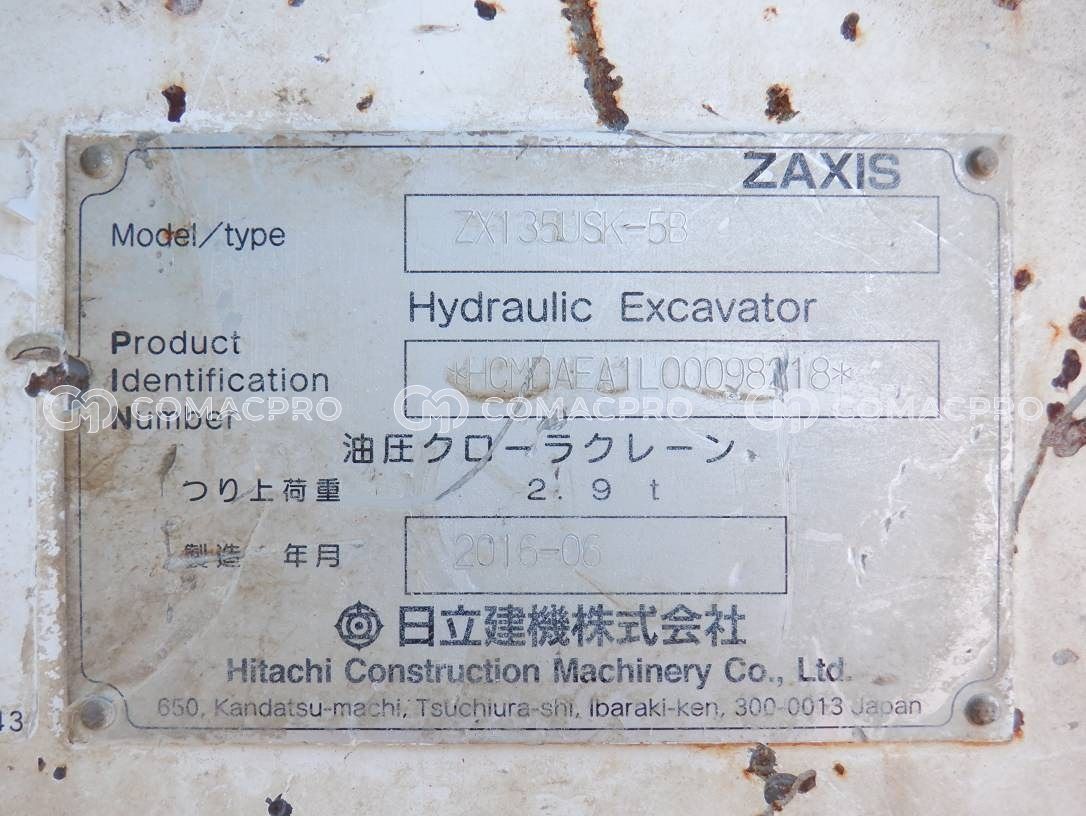 ZAXIS
Model/type ZX135USK-5B
Hydraulic Excavator
Product
Identification
Number
COMACPRO COMACPRO COMACPRO COMACPRO
油圧クローラクレーン
つり上荷重 2.9 t
製造 年月 2016-06
日立建機株式会社
Hitachi Construction Machinery Co., Ltd.
650, Kandatsu-machi, Tsuchiura-shi, Ibaraki-ken, 300-0013 Japan
43